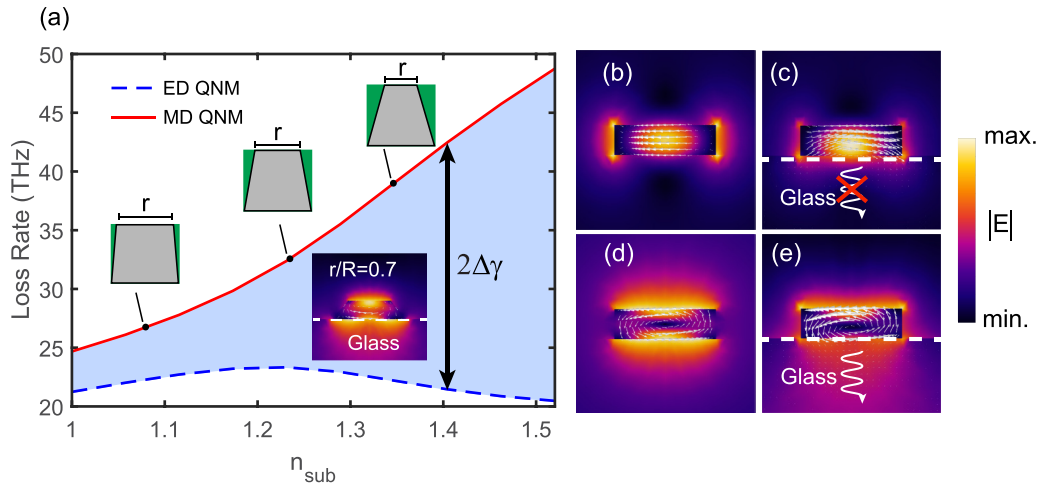 (a)
50
45
40
35
30
25
20
Loss Rate (THz)
ED QNM
MD QNM
r
r
r
r/R=0.7
Glass
2Δγ
1
1.1
1.2
1.3
1.4
1.5
n_sub
(b)
(c)
Glass
(d)
(e)
Glass
max.
|E|
min.